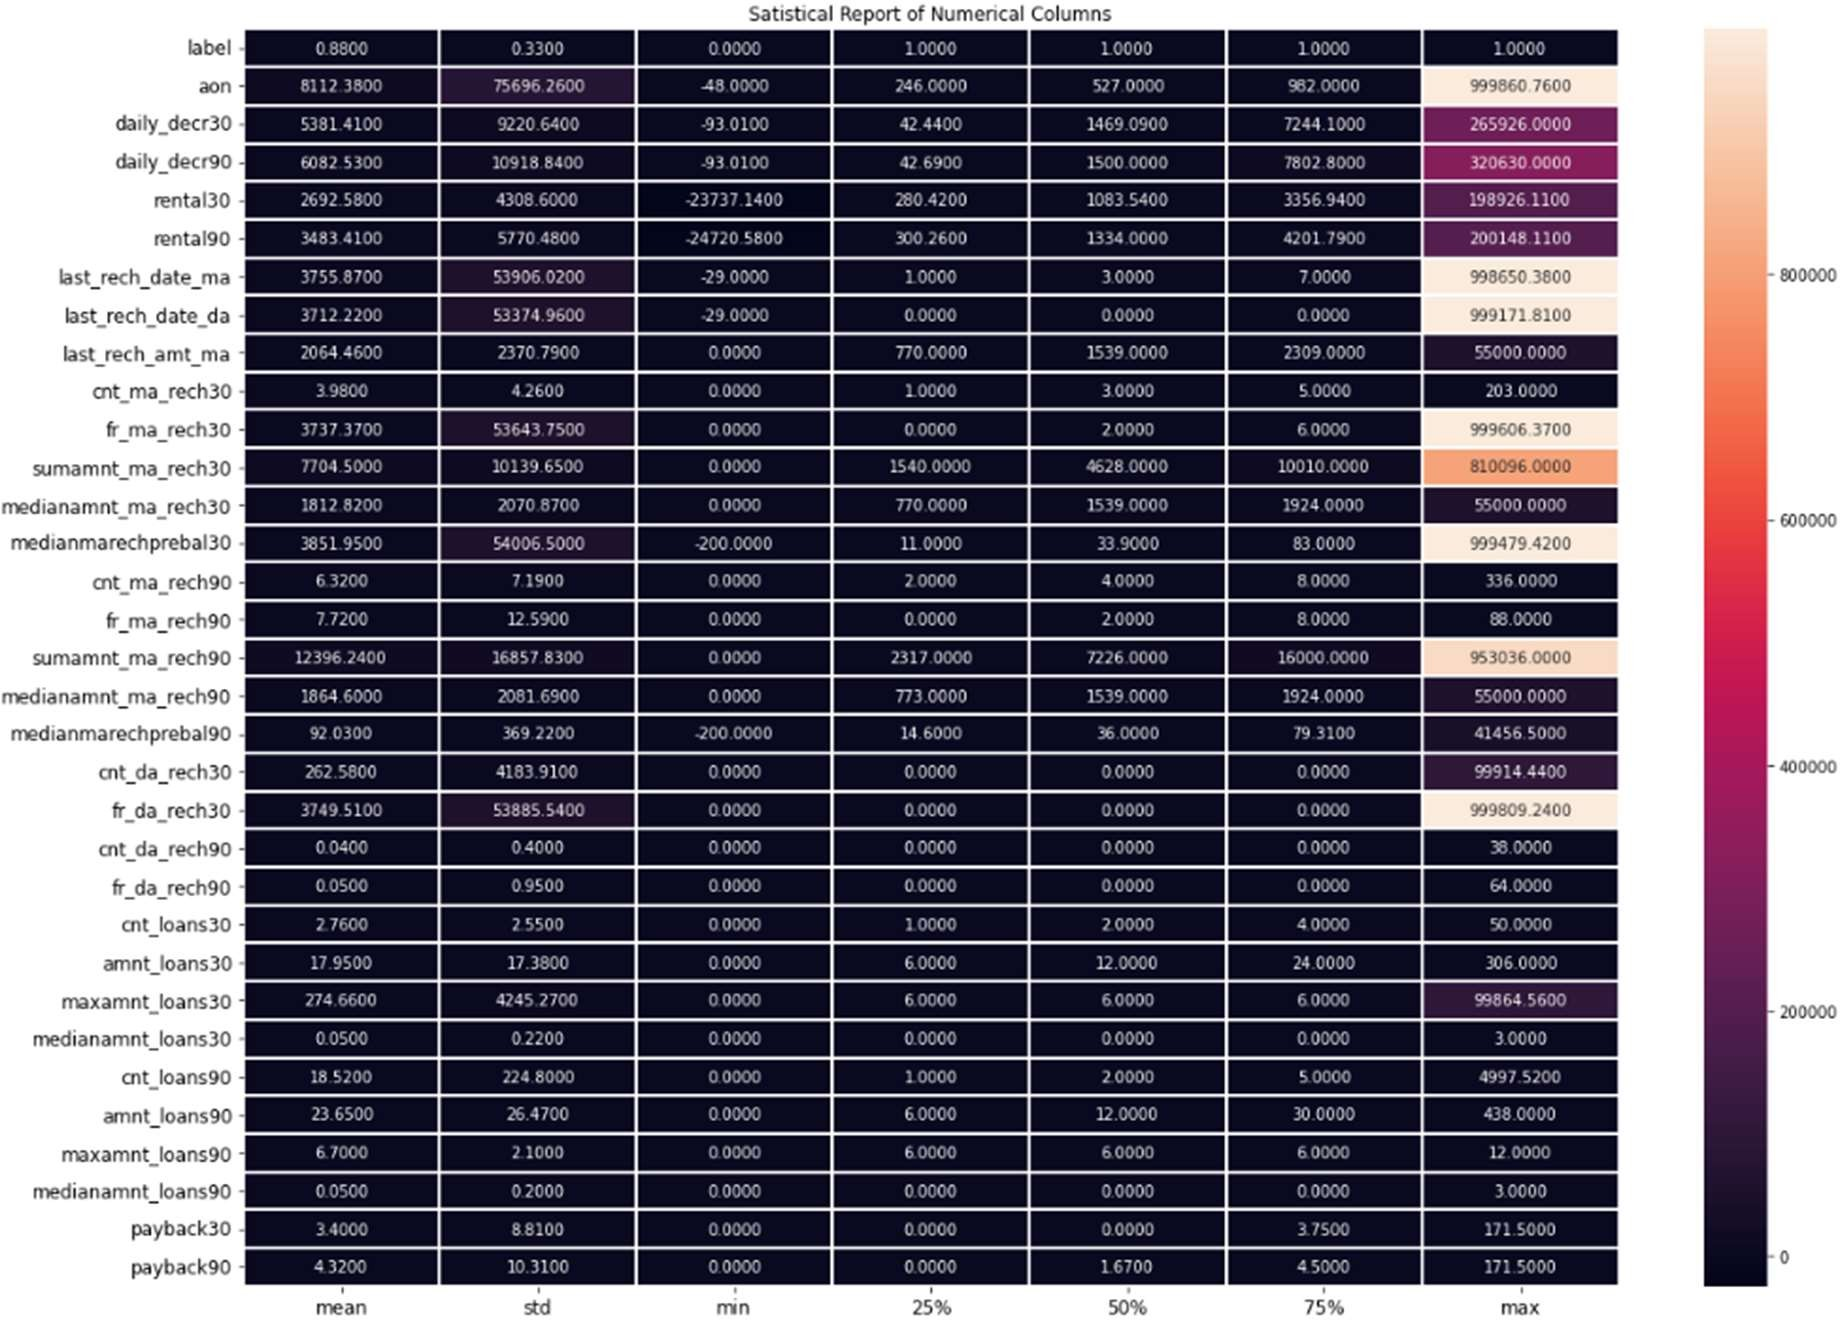 Satistical Report of Numerical Columns
label 0.8800 0.3300 0.0000 1.0000 1.0000 1.0000 1.0000
aon 8112.3800 75696.2600 -48.0000 246.0000 527.0000 982.0000 999860.7600
daily_decr30 5381.4100 9220.6400 -93.0100 42.4400 1469.0900 7244.1000 265926.0000
daily_decr90 6082.5300 10918.8400 -93.0100 42.6900 1500.0000 7802.8000 320630.0000
rental30 2692.5800 4308.6000 -23737.1400 280.4200 1083.5400 3356.9400 198926.1100
rental90 3483.4100 5770.4800 -24720.5800 300.2600 1334.0000 4201.7900 200148.1100
last_rech_date_ma 3755.8700 53906.0200 -29.0000 1.0000 3.0000 7.0000 998650.3800
last_rech_date_da 3712.2200 53374.9600 -29.0000 0.0000 0.0000 0.0000 999171.8100
last_rech_amt_ma 2064.4600 2370.7900 0.0000 770.0000 1539.0000 2309.0000 55000.0000
cnt_ma_rech30 3.9800 4.2600 0.0000 1.0000 3.0000 5.0000 203.0000
fr_ma_rech30 3737.3700 53643.7500 0.0000 0.0000 2.0000 6.0000 999606.3700
sumamnt_ma_rech30 7704.5000 10139.6500 0.0000 1540.0000 4628.0000 10010.0000 810096.0000
medianamnt_ma_rech30 1812.8200 2070.8700 0.0000 770.0000 1539.0000 1924.0000 55000.0000
medianmarechprebal30 3851.9500 54006.5000 -200.0000 11.0000 33.9000 83.0000 999479.4200
cnt_ma_rech90 6.3200 7.1900 0.0000 2.0000 4.0000 8.0000 336.0000
fr_ma_rech90 7.7200 12.5900 0.0000 0.0000 2.0000 8.0000 88.0000
sumamnt_ma_rech90 12396.2400 16857.8300 0.0000 2317.0000 7226.0000 16000.0000 953036.0000
medianamnt_ma_rech90 1864.6000 2081.6900 0.0000 773.0000 1539.0000 1924.0000 55000.0000
medianmarechprebal90 92.0300 369.2200 -200.0000 14.6000 36.0000 79.3100 41456.5000
cnt_da_rech30 262.5800 4183.9100 0.0000 0.0000 0.0000 0.0000 99914.4400
fr_da_rech30 3749.5100 53885.5400 0.0000 0.0000 0.0000 0.0000 999809.2400
cnt_da_rech90 0.0400 0.4000 0.0000 0.0000 0.0000 0.0000 38.0000
fr_da_rech90 0.0500 0.9500 0.0000 0.0000 0.0000 0.0000 64.0000
cnt_loans30 2.7600 2.5500 0.0000 1.0000 2.0000 4.0000 50.0000
amnt_loans30 17.9500 17.3800 0.0000 6.0000 12.0000 24.0000 306.0000
maxamnt_loans30 274.6600 4245.2700 0.0000 6.0000 6.0000 6.0000 99864.5600
medianamnt_loans30 0.0500 0.2200 0.0000 0.0000 0.0000 0.0000 3.0000
cnt_loans90 18.5200 224.8000 0.0000 1.0000 2.0000 5.0000 4997.5200
amnt_loans90 23.6500 26.4700 0.0000 6.0000 12.0000 30.0000 438.0000
maxamnt_loans90 6.7000 2.1000 0.0000 6.0000 6.0000 6.0000 12.0000
medianamnt_loans90 0.0500 0.2000 0.0000 0.0000 0.0000 0.0000 3.0000
payback30 3.4000 8.8100 0.0000 0.0000 0.0000 3.7500 171.5000
payback90 4.3200 10.3100 0.0000 0.0000 1.6700 4.5000 171.5000
mean std min 25% 50% 75% max
800000
600000
400000
200000
0